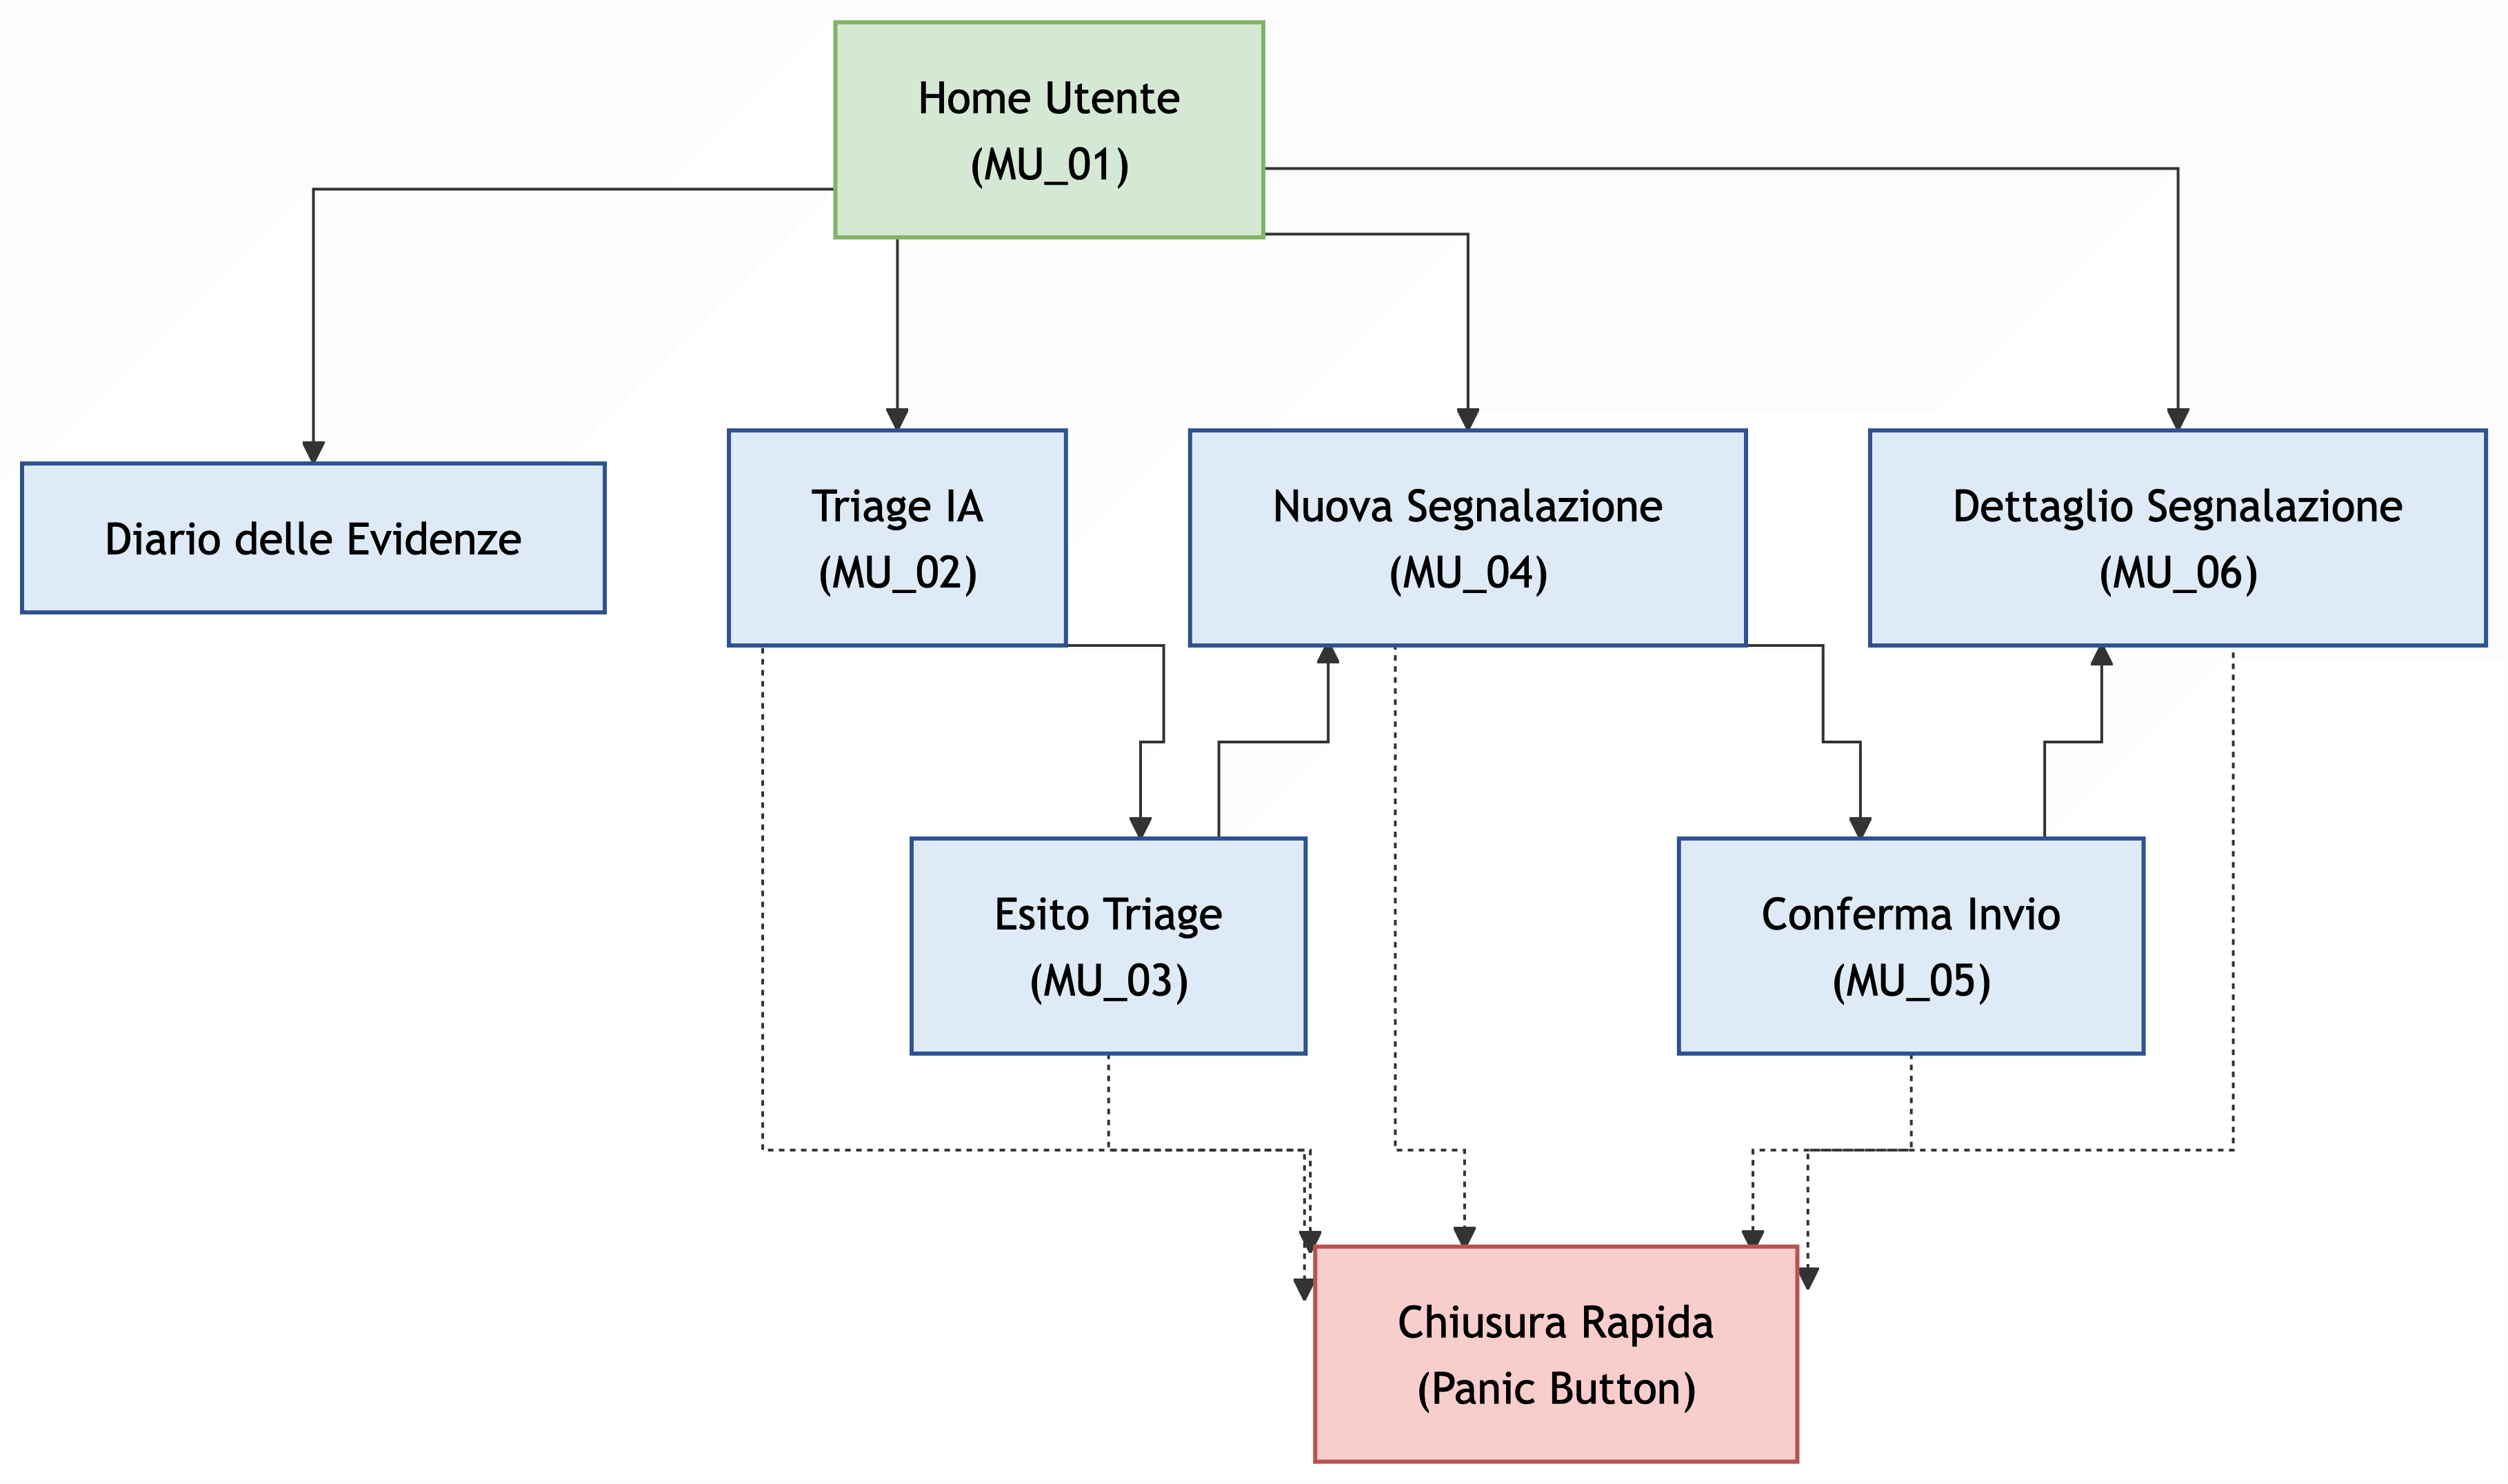 Home Utente
(MU_01)
Diario delle Evidenze
Triage IA
(MU_02)
Nuova Segnalazione
(MU_04)
Dettaglio Segnalazione
(MU_06)
Esito Triage
(MU_03)
Conferma Invio
(MU_05)
Chiusura Rapida
(Panic Button)